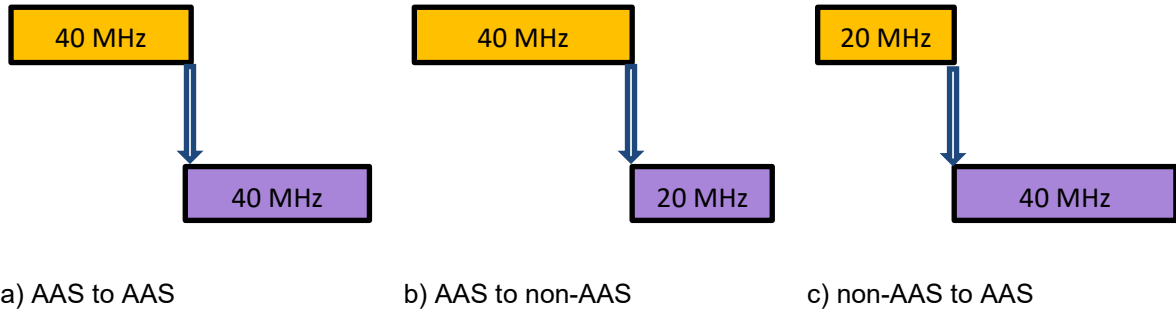 40 MHz 40 MHz 20 MHz
40 MHz 20 MHz 40 MHz
a) AAS to AAS b) AAS to non-AAS c) non-AAS to AAS